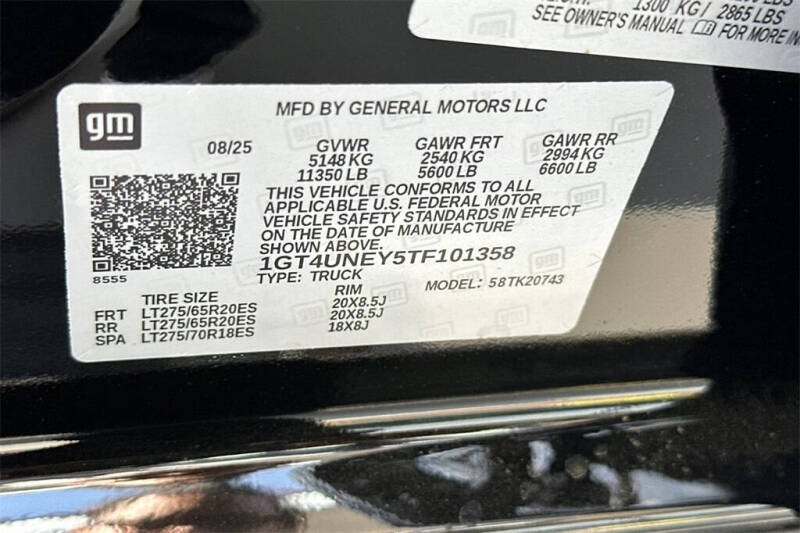 1300 KG / 2865 LBS
SEE OWNER'S MANUAL FOR MORE IN
gm
MFD BY GENERAL MOTORS LLC
08/25 GVWR GAWR FRT GAWR RR
5148 KG 2540 KG 2994 KG
11350 LB 5600 LB 6600 LB
THIS VEHICLE CONFORMS TO ALL
APPLICABLE U.S. FEDERAL MOTOR
VEHICLE SAFETY STANDARDS IN EFFECT
ON THE DATE OF MANUFACTURE
SHOWN ABOVE.
1GT4UNEY5TF101358
8555
TYPE: TRUCK MODEL: 58TK20743
TIRE SIZE RIM
FRT LT275/65R20ES 20X8.5J
RR LT275/65R20ES 20X8.5J
SPA LT275/70R18ES 18X8J